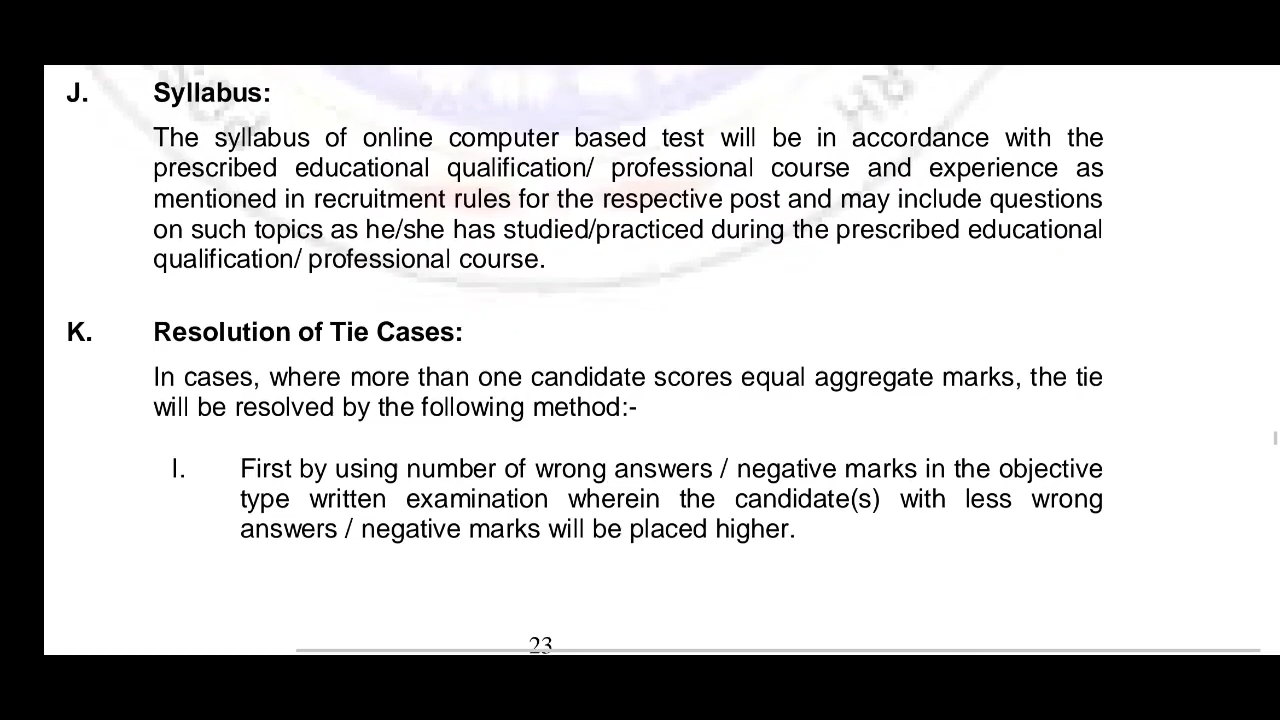 J. Syllabus:
The syllabus of online computer based test will be in accordance with the
prescribed educational qualification/ professional course and experience as
mentioned in recruitment rules for the respective post and may include questions
on such topics as he/she has studied/practiced during the prescribed educational
qualification/ professional course.
K. Resolution of Tie Cases:
In cases, where more than one candidate scores equal aggregate marks, the tie
will be resolved by the following method:-
I. First by using number of wrong answers / negative marks in the objective
type written examination wherein the candidate(s) with less wrong
answers / negative marks will be placed higher.
23